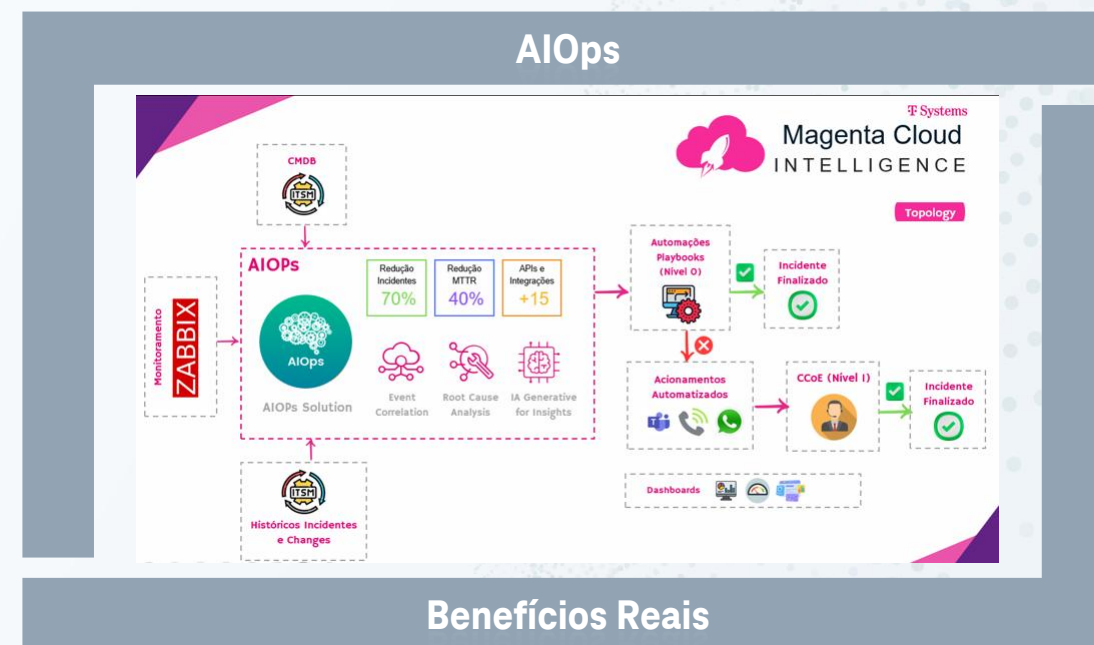 AIOps
T Systems
Magenta Cloud
INTELLIGENCE
Topology
CMDB
ITSM
Monitoramento
ZABBIX
AIOPs
AIOps
AIOPs Solution
Redução
Incidentes
70%
Redução
MTTR
40%
APIs e
Integrações
+15
Event
Correlation
Root Cause
Analysis
IA Generative
for Insights
ITSM
Históricos Incidentes
e Changes
Automações
Playbooks
(Nível 0)
Incidente
Finalizado
Acionamentos
Automatizados
CCoE (Nível I)
Incidente
Finalizado
Dashboards
Benefícios Reais